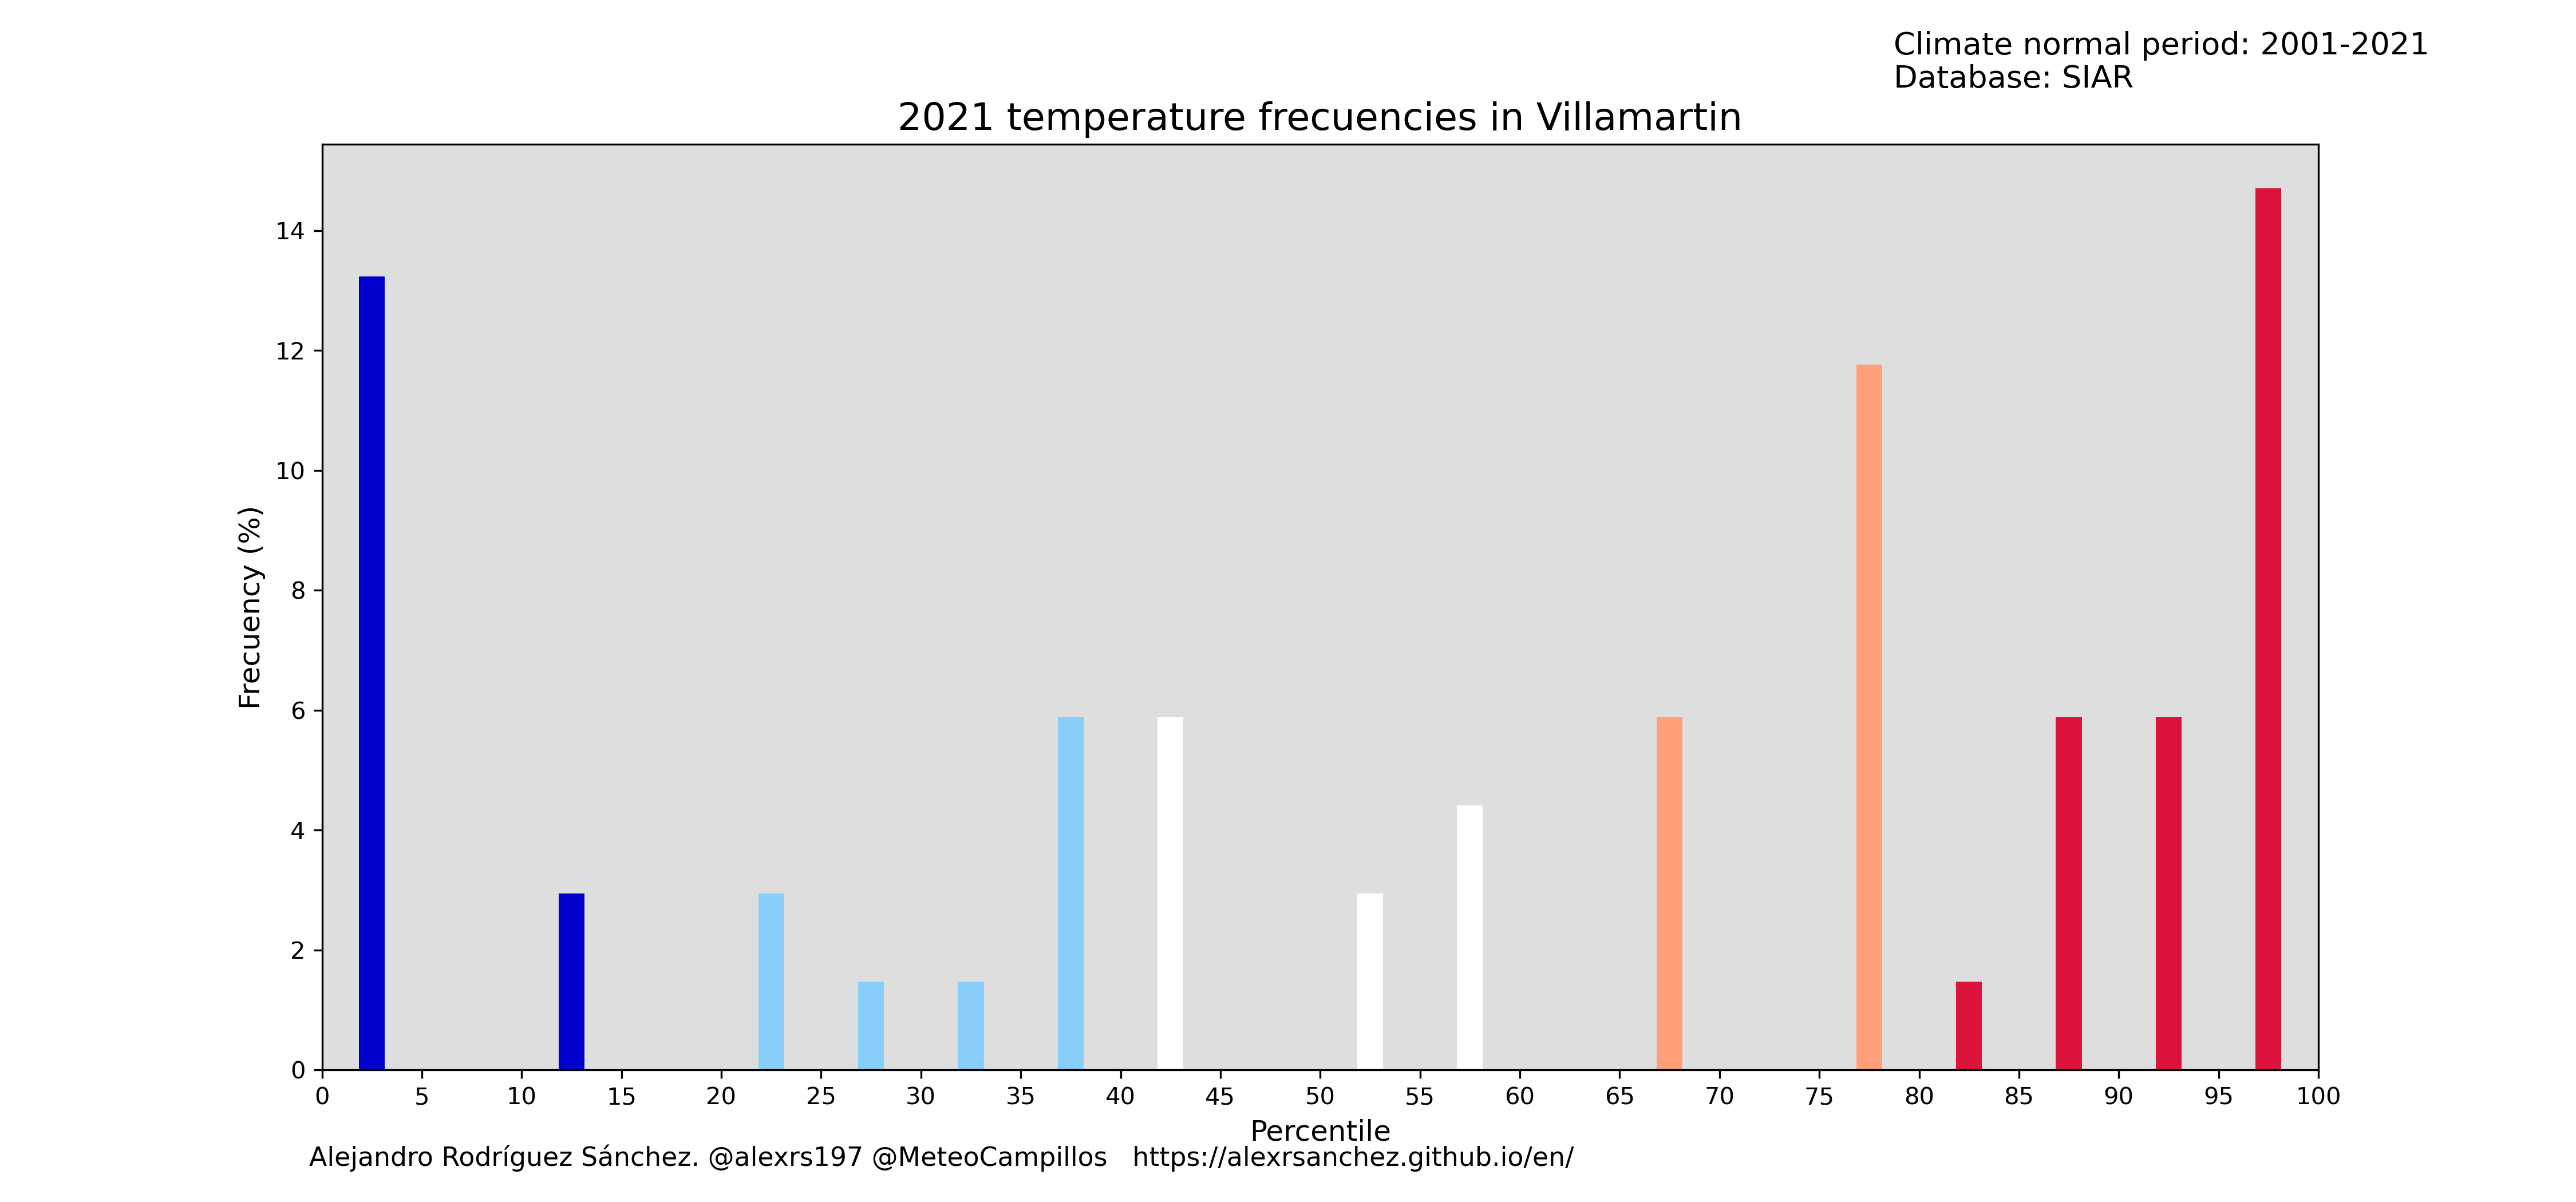 Climate normal period: 2001-2021
Database: SIAR
2021 temperature frecuencies in Villamartin
Frecuency (%)
14
12
10
8
6
4
2
0
0 5 10 15 20 25 30 35 40 45 50 55 60 65 70 75 80 85 90 95 100
Percentile
Alejandro Rodríguez Sánchez. @alexrs197 @MeteoCampillos https://alexrsanchez.github.io/en/